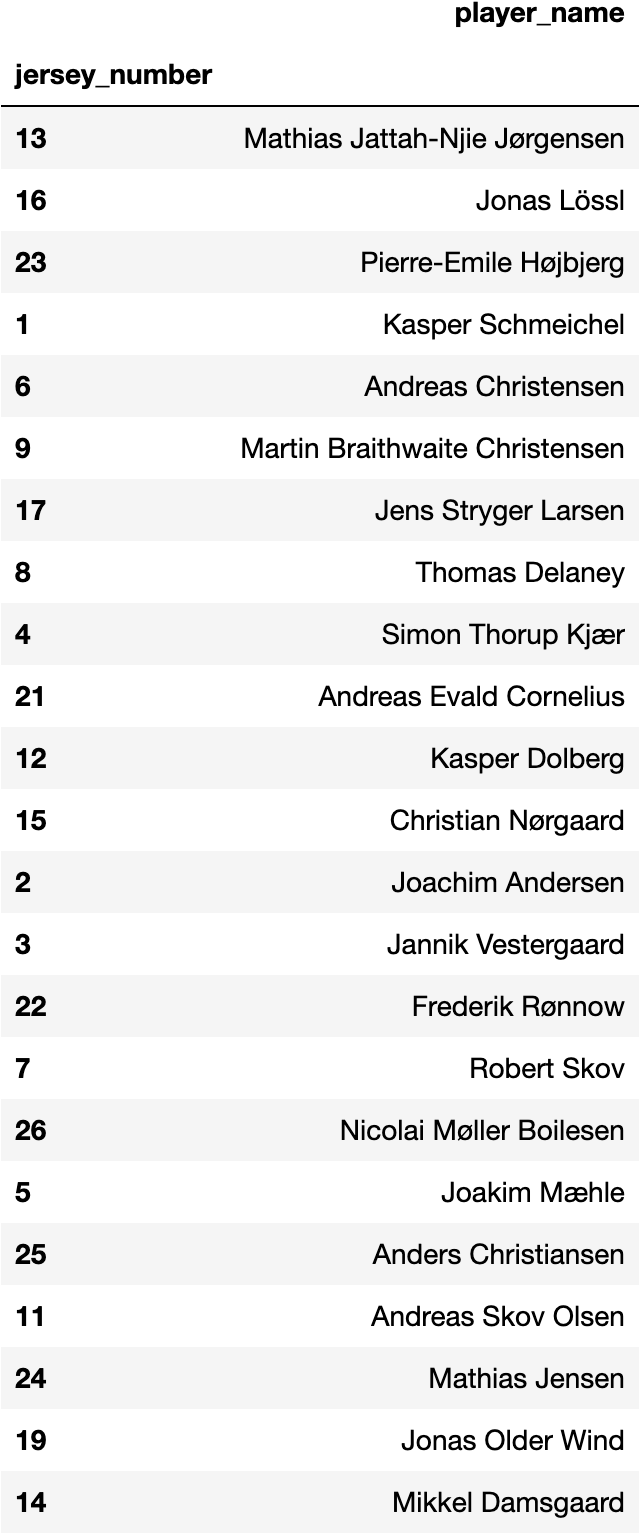 player_name
jersey_number
13 Mathias Jattah-Njie Jørgensen
16 Jonas Lössl
23 Pierre-Emile Højbjerg
1 Kasper Schmeichel
6 Andreas Christensen
9 Martin Braithwaite Christensen
17 Jens Stryger Larsen
8 Thomas Delaney
4 Simon Thorup Kjær
21 Andreas Evald Cornelius
12 Kasper Dolberg
15 Christian Nørgaard
2 Joachim Andersen
3 Jannik Vestergaard
22 Frederik Rønnow
7 Robert Skov
26 Nicolai Møller Boilesen
5 Joakim Mæhle
25 Anders Christiansen
11 Andreas Skov Olsen
24 Mathias Jensen
19 Jonas Older Wind
14 Mikkel Damsgaard